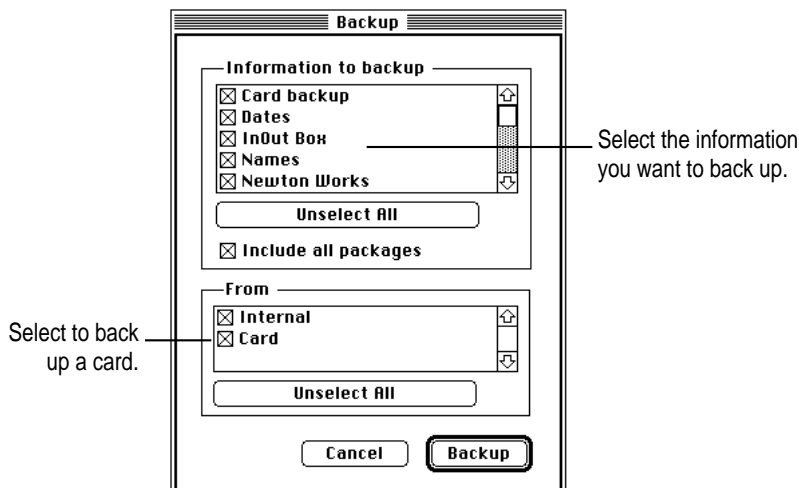 Backup
Information to backup
Card backup
Dates
InOut Box
Names
Newton Works
Select the information
you want to back up.
Unselect All
Include all packages
From
Internal
Card
Select to back
up a card.
Unselect All
Cancel
Backup